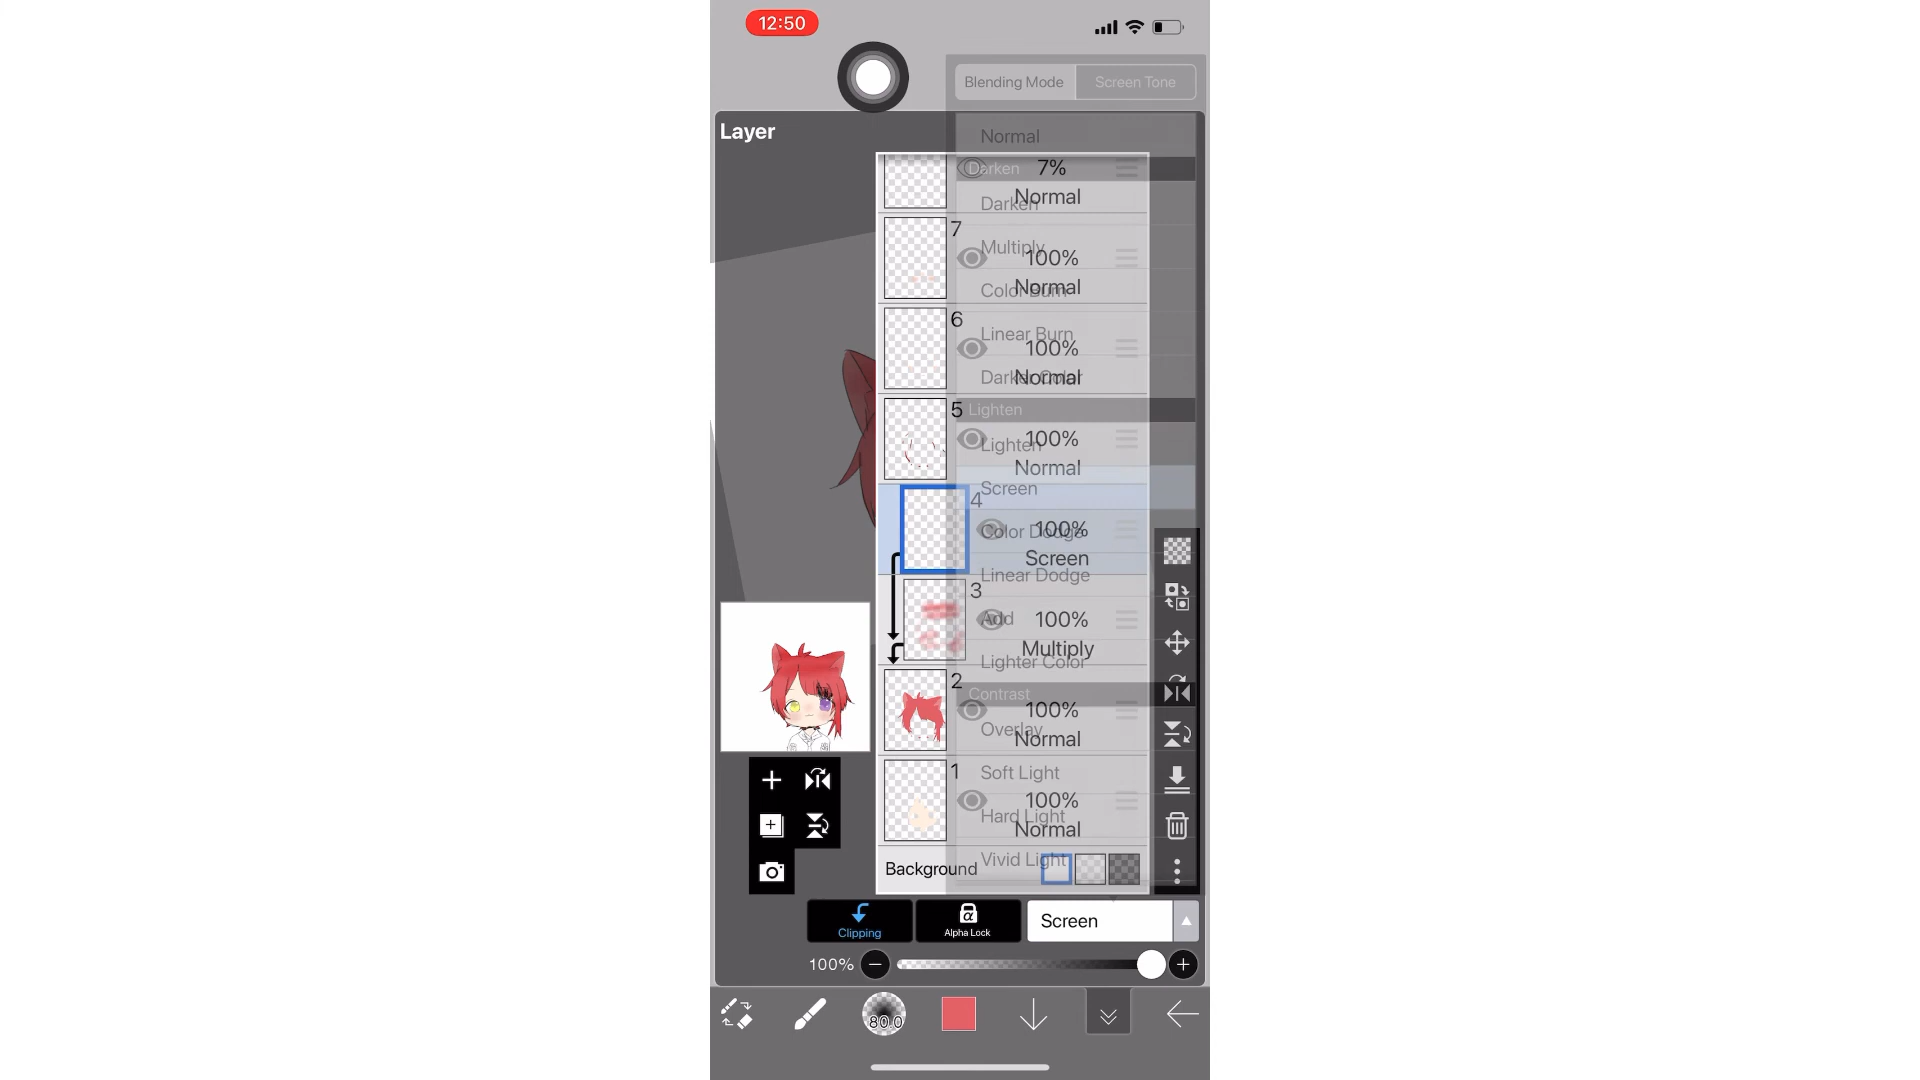 12:50
Blending Mode
Screen Tone
Layer
Normal
Darken
7%
Normal
Darken
7
Multiply
100%
Normal
Color Burn
6
Linear Burn
100%
Normal
Darker Color
5
Lighten
100%
Lighten
Normal
Screen
4
100%
Color Dodge
Screen
Linear Dodge
3
Add
100%
Multiply
Lighter Color
2
Contrast
100%
Overlay
Normal
1
Soft Light
100%
Hard Light
Normal
Vivid Light
Background
Clipping
Alpha Lock
α
Screen
100%
80.0